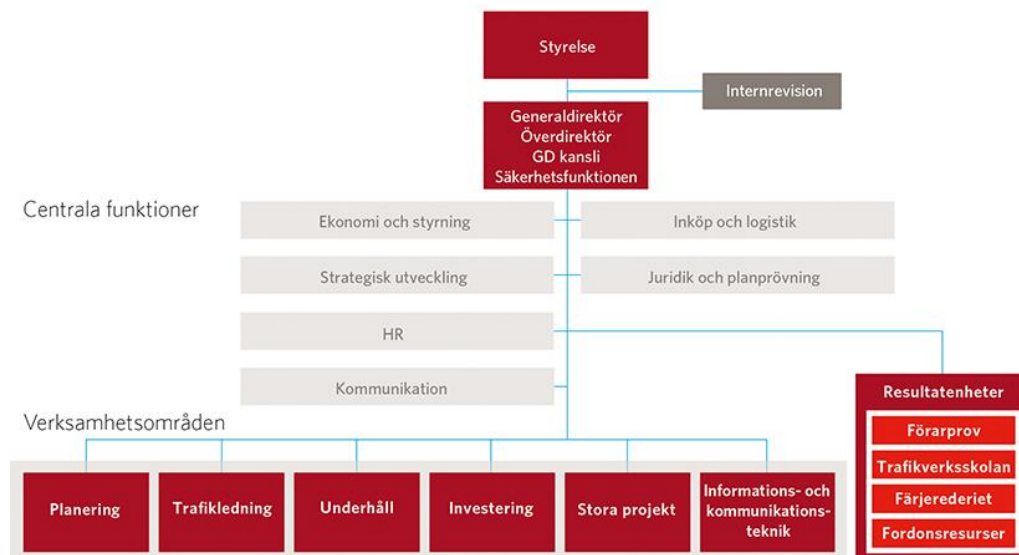 Styrelse
Internrevision
Generaldirektör
Överdirektör
GD kansli
Säkerhetsfunktionen
Centrala funktioner
Ekonomi och styrning
Inköp och logistik
Strategisk utveckling
Juridik och planprövning
HR
Kommunikation
Resultatenheter
Förarprov
Trafikverksskolan
Färjerederiet
Fordonsresurser
Verksamhetsområden
Planering
Trafikledning
Underhåll
Investering
Stora projekt
Informations- och
kommunikations-
teknik